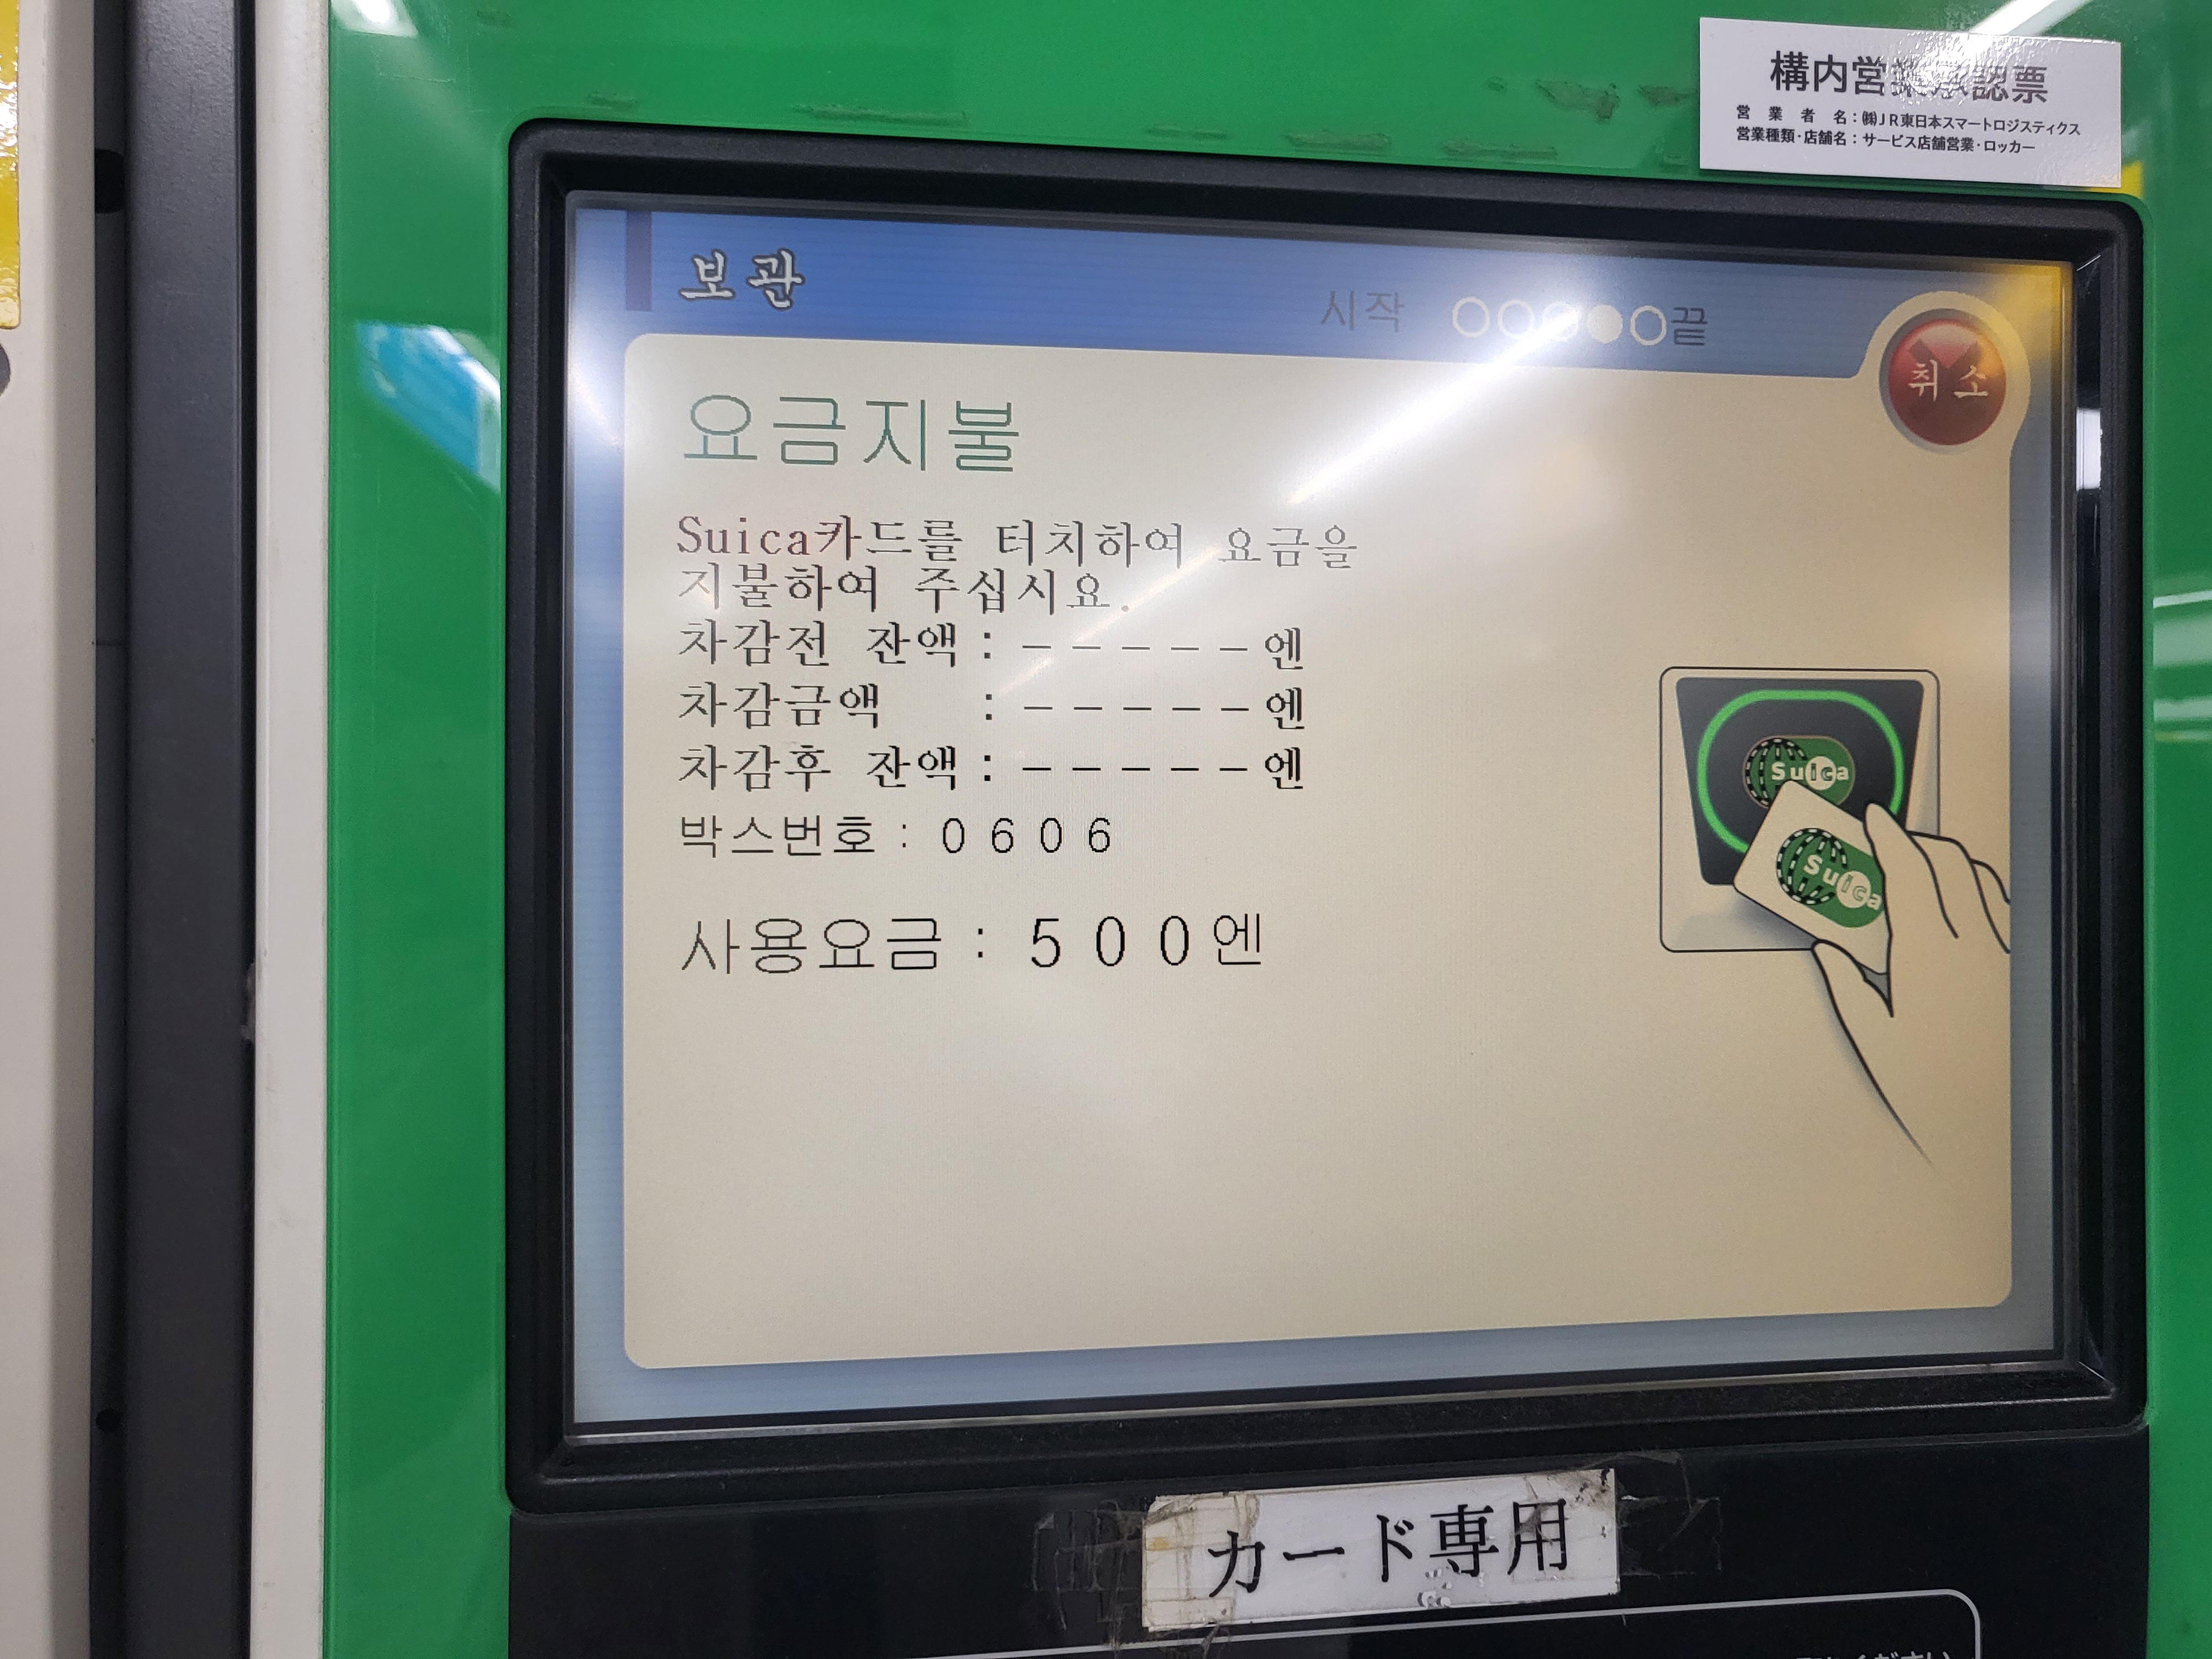 構内営業承認票
営業者名：㈱JR東日本スマートロジスティクス
営業種類・店舗名：サービス店舗営業・ロッカー
보관
시작 ○○○●○끝
취소
요금지불
Suica카드를 터치하여 요금을
지불하여 주십시요.
차감전 잔액：－－－－－엔
차감금액　：－－－－－엔
차감후 잔액：－－－－－엔
박스번호：0606
사용요금：500엔
Suica
Suica
カード専用
ください